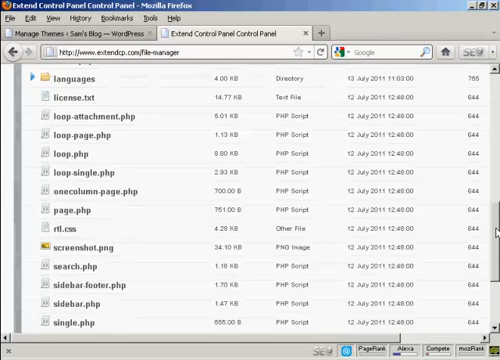 Extend Control Panel Control Panel - Mozilla Firefox
File Edit View History Bookmarks Tools Help
Manage Themes ‹ Sam's Blog — WordPress × Extend Control Panel Control Panel × +
http://www.extendcp.com/file-manager Google
languages 4.00 KB Directory 13 July 2011 11:03:00 755
license.txt 14.77 KB Text File 12 July 2011 12:48:00 644
loop-attachment.php 5.01 KB PHP Script 12 July 2011 12:48:00 644
loop-page.php 1.13 KB PHP Script 12 July 2011 12:48:00 644
loop.php 8.80 KB PHP Script 12 July 2011 12:48:00 644
loop-single.php 2.93 KB PHP Script 12 July 2011 12:48:00 644
onecolumn-page.php 700.00 B PHP Script 12 July 2011 12:48:00 644
page.php 751.00 B PHP Script 12 July 2011 12:48:00 644
rtl.css 4.28 KB Other File 12 July 2011 12:48:00 644
screenshot.png 34.10 KB PNG Image 12 July 2011 12:48:00 644
search.php 1.16 KB PHP Script 12 July 2011 12:48:00 644
sidebar-footer.php 1.70 KB PHP Script 12 July 2011 12:48:00 644
sidebar.php 1.47 KB PHP Script 12 July 2011 12:48:00 644
single.php 555.00 B PHP Script 12 July 2011 12:48:00 644
PageRank Alexa Compete mozRank